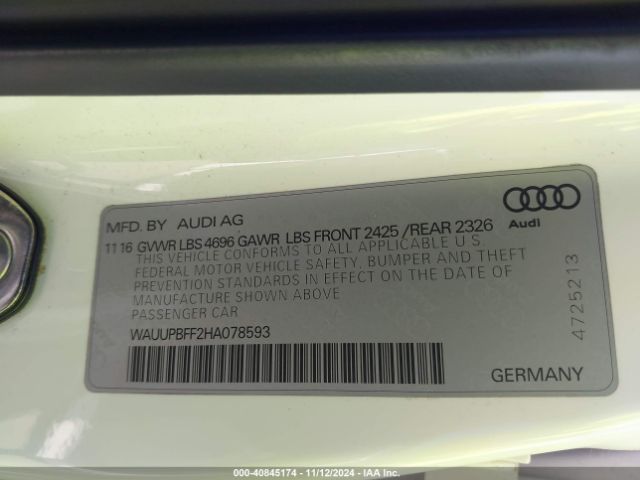 MFD. BY AUDI AG
Audi
11 16 GVWR LBS 4696 GAWR LBS FRONT 2425 /REAR 2326
THIS VEHICLE CONFORMS TO ALL APPLICABLE U.S.
FEDERAL MOTOR VEHICLE SAFETY, BUMPER AND THEFT
PREVENTION STANDARDS IN EFFECT ON THE DATE OF
MANUFACTURE SHOWN ABOVE
PASSENGER CAR
WAUUPBFF2HA078593
4725213
GERMANY
000-40845174 - 11/12/2024 - IAA Inc.